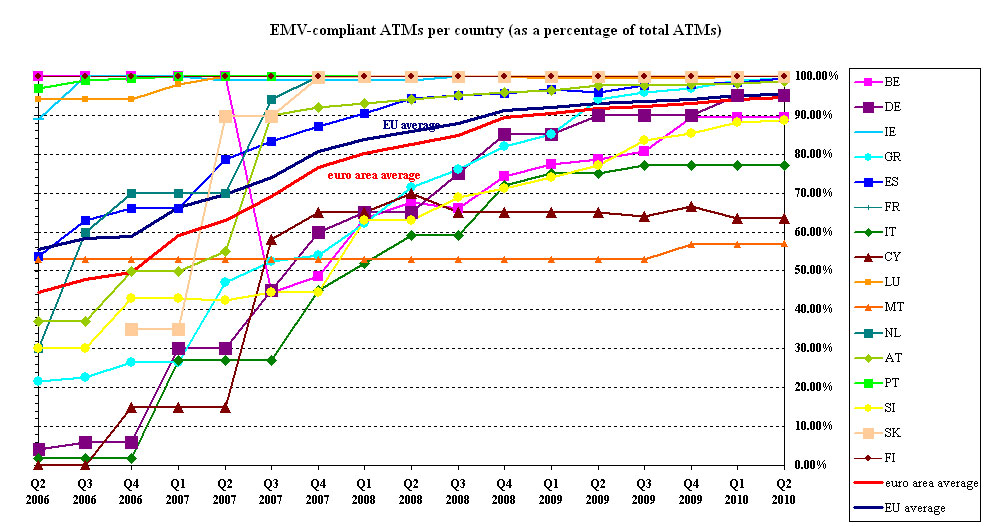 EMV-compliant ATMs per country (as a percentage of total ATMs)
100.00%
90.00%
80.00%
70.00%
60.00%
50.00%
40.00%
30.00%
20.00%
10.00%
0.00%
EU average
euro area average
Q2 Q3 Q4 Q1 Q2 Q3 Q4 Q1 Q2 Q3 Q4 Q1 Q2 Q3 Q4 Q1 Q2
2006 2006 2006 2007 2007 2007 2007 2008 2008 2008 2008 2009 2009 2009 2009 2010 2010
BE
DE
IE
GR
ES
FR
IT
CY
LU
MT
NL
AT
PT
SI
SK
FI
euro area average
EU average